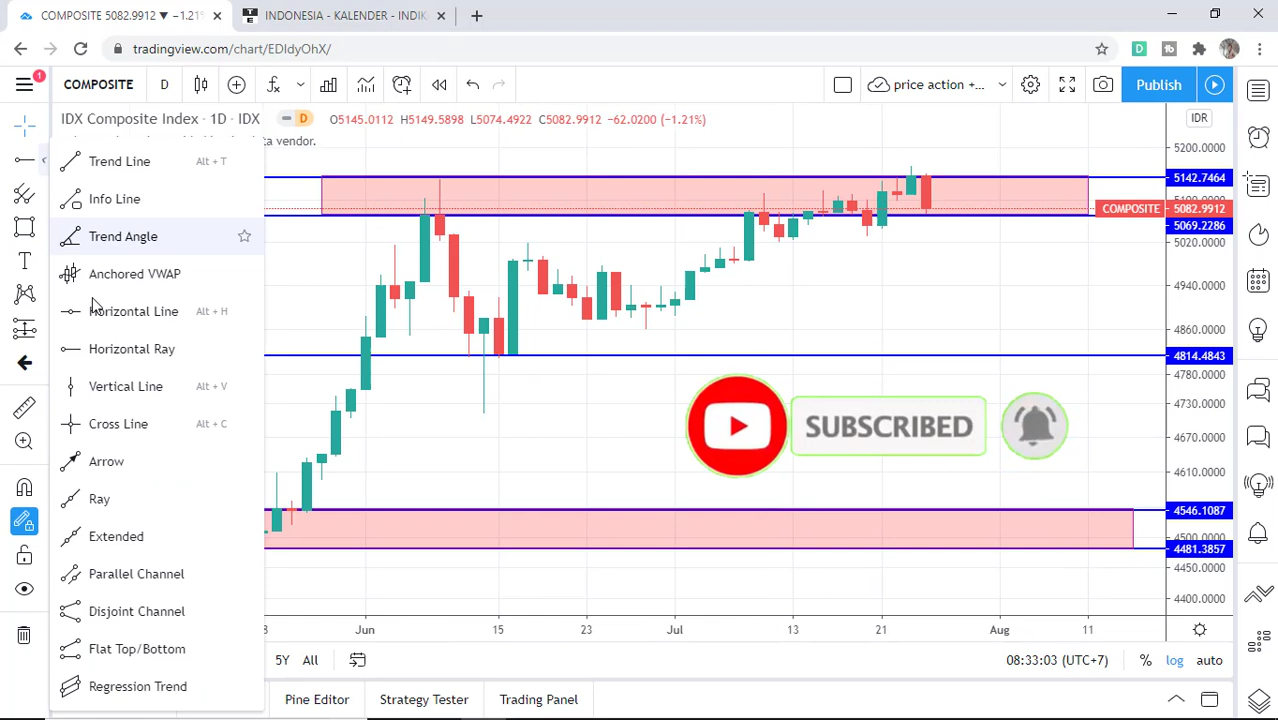 COMPOSITE 5082.9912 ▼ −1.21%
INDONESIA - KALENDER - INDIK
tradingview.com/chart/EDIdyOhX/
1
COMPOSITE
D
price action + ...
Publish
IDX Composite Index · 1D · IDX
D
O5145.0112 H5149.5898 L5074.4922 C5082.9912 −62.0200 (−1.21%)
IDR
data vendor.
Trend Line Alt + T
Info Line
Trend Angle
Anchored VWAP
Horizontal Line Alt + H
Horizontal Ray
Vertical Line Alt + V
Cross Line Alt + C
Arrow
Ray
Extended
Parallel Channel
Disjoint Channel
Flat Top/Bottom
Regression Trend
5200.0000
5142.7464
COMPOSITE 5082.9912
5069.2286
5020.0000
4940.0000
4860.0000
4814.4843
4780.0000
4730.0000
4670.0000
4610.0000
4546.1087
4500.0000
4481.3857
4450.0000
4400.0000
SUBSCRIBED
Jun
15
23
Jul
13
21
Aug
11
5Y All
08:33:03 (UTC+7)
% log auto
Pine Editor
Strategy Tester
Trading Panel